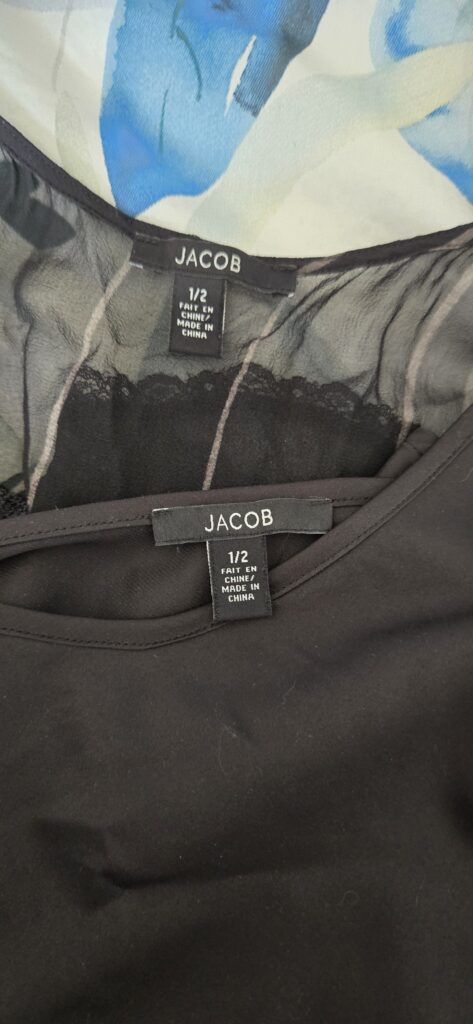 JACOB
1/2
FAIT EN
CHINE/
MADE IN
CHINA
JACOB
1/2
FAIT EN
CHINE/
MADE IN
CHINA